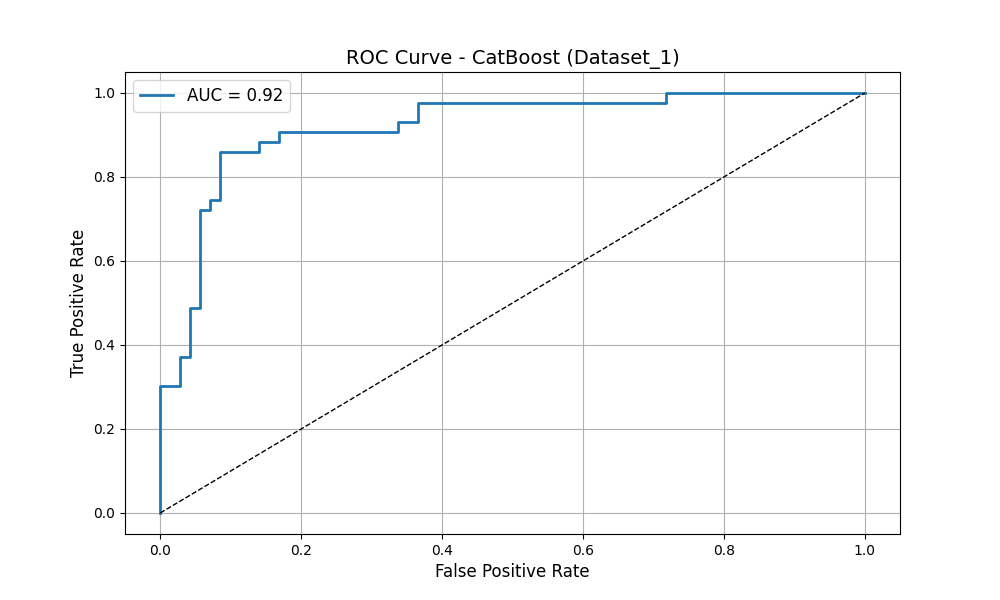 ROC Curve - CatBoost (Dataset_1)
AUC = 0.92
True Positive Rate
1.0
0.8
0.6
0.4
0.2
0.0
0.0 0.2 0.4 0.6 0.8 1.0
False Positive Rate